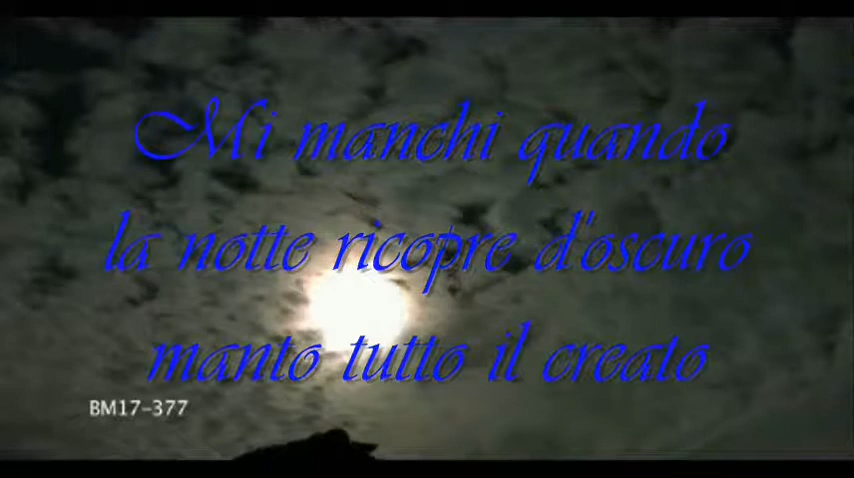 Mi manchi quando
la notte ricopre d'oscuro
manto tutto il creato
BM17-377